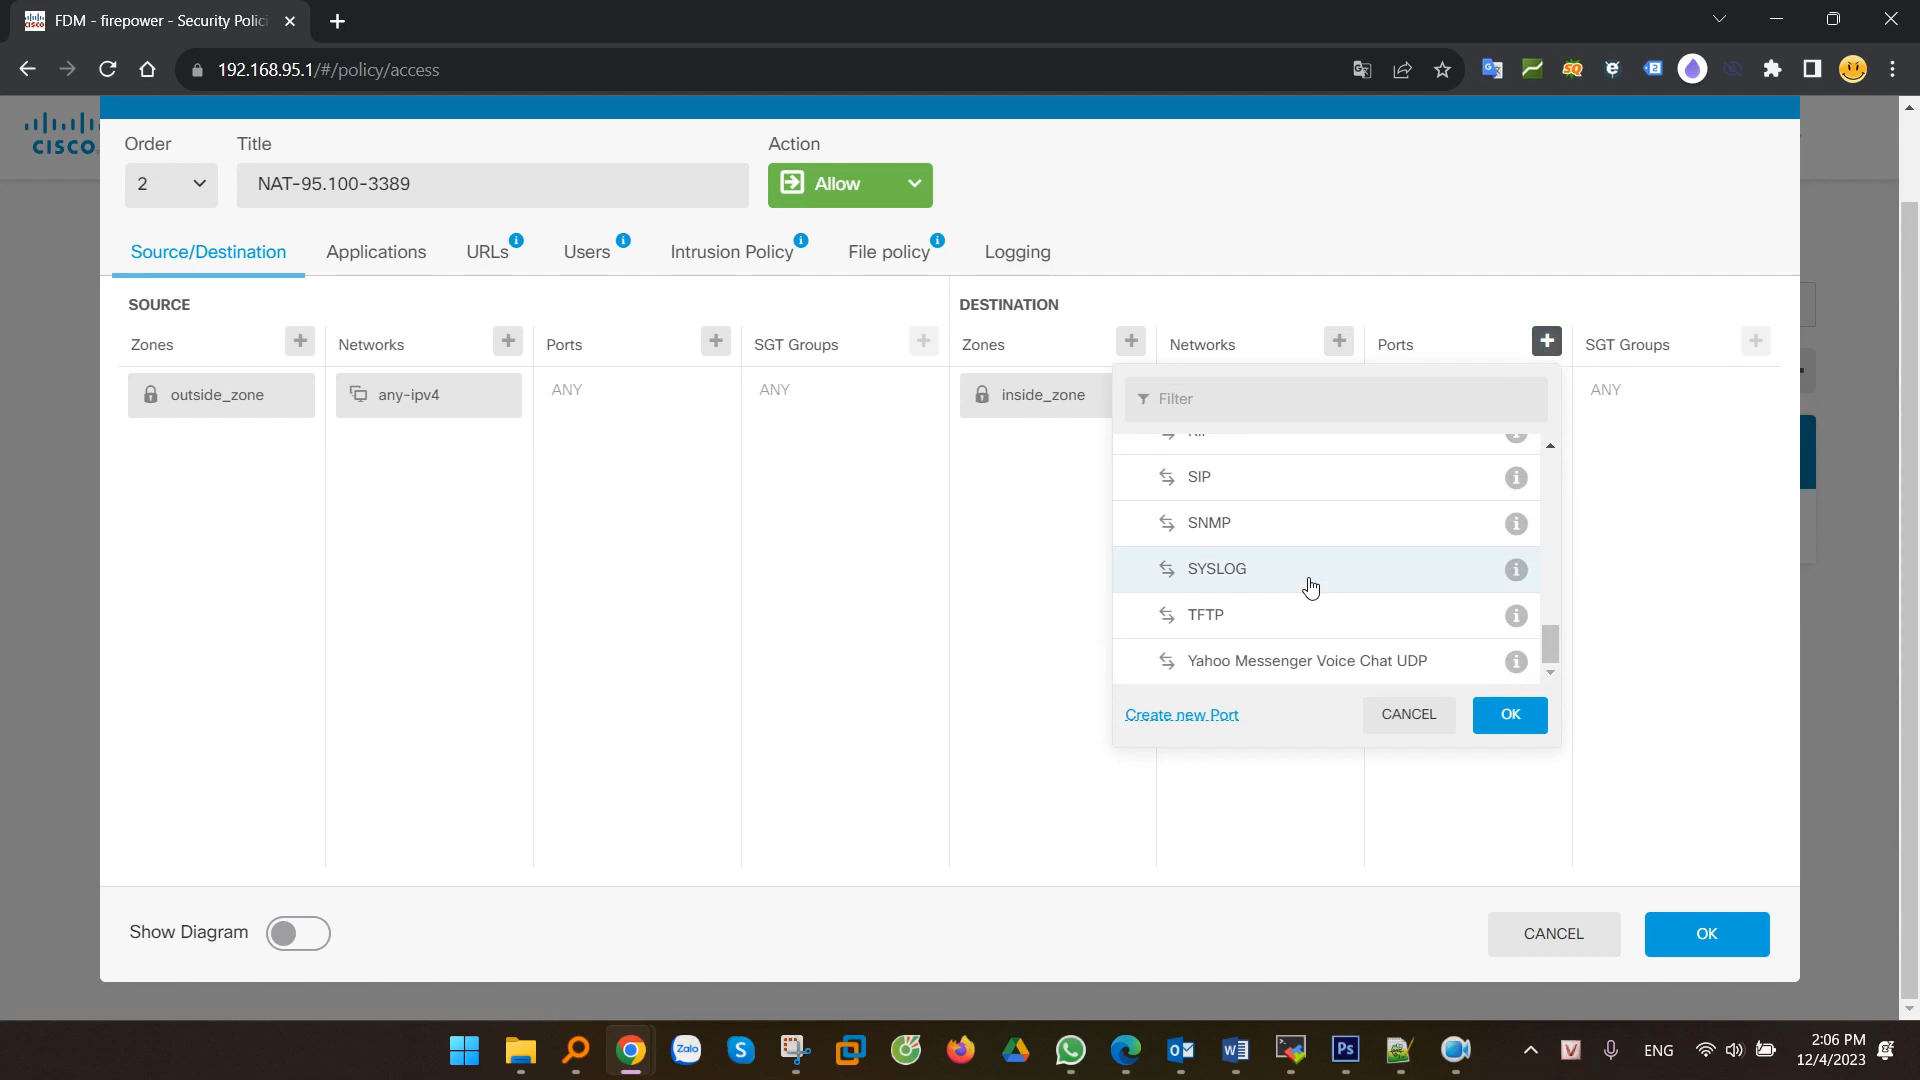 FDM - firepower - Security Polici
192.168.95.1/#/policy/access
CISCO
Order
Title
Action
2
NAT-95.100-3389
Allow
Source/Destination
Applications
URLs
Users
Intrusion Policy
File policy
Logging
SOURCE
DESTINATION
Zones
Networks
Ports
SGT Groups
Zones
Networks
Ports
SGT Groups
outside_zone
any-ipv4
ANY
ANY
inside_zone
Filter
ANY
SIP
SNMP
SYSLOG
TFTP
Yahoo Messenger Voice Chat UDP
Create new Port
CANCEL
OK
Show Diagram
CANCEL
OK
Zalo
Ps
ENG
2:06 PM
12/4/2023